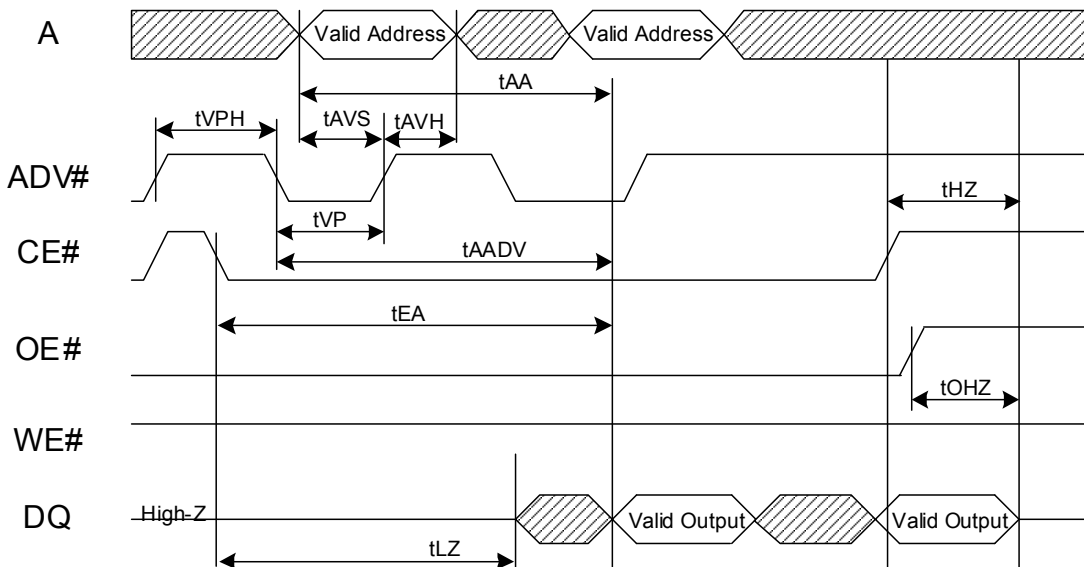 A
Valid Address
Valid Address
tAA
tVPH
tAVS
tAVH
ADV#
tHZ
tVP
CE#
tAADV
tEA
OE#
tOHZ
WE#
DQ
High-Z
Valid Output
Valid Output
tLZ